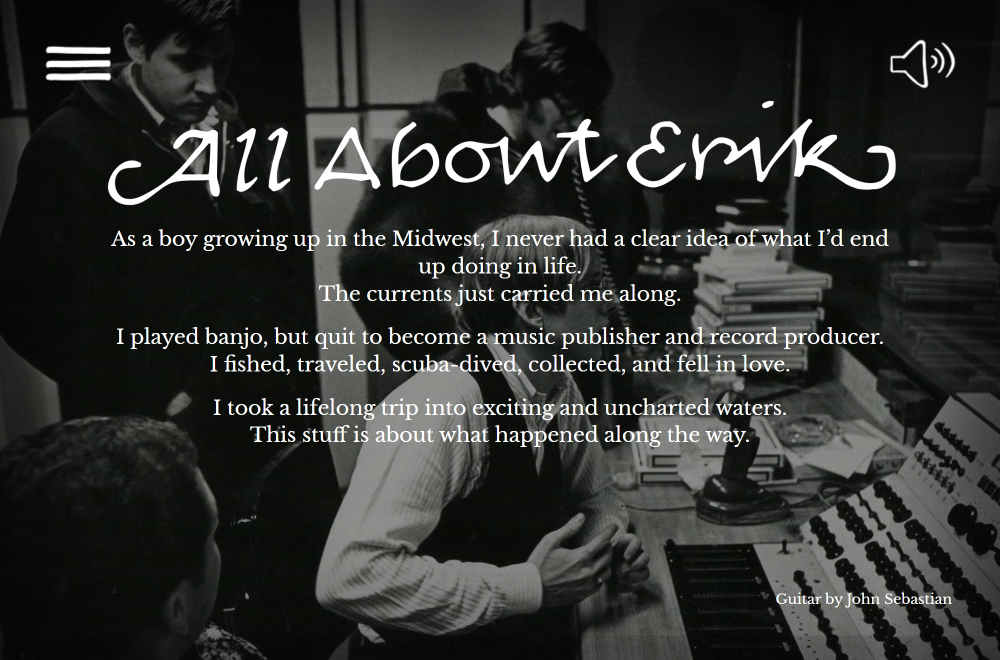 All About Erik
As a boy growing up in the Midwest, I never had a clear idea of what I’d end
up doing in life.
The currents just carried me along.
I played banjo, but quit to become a music publisher and record producer.
I fished, traveled, scuba-dived, collected, and fell in love.
I took a lifelong trip into exciting and uncharted waters.
This stuff is about what happened along the way.
Guitar by John Sebastian